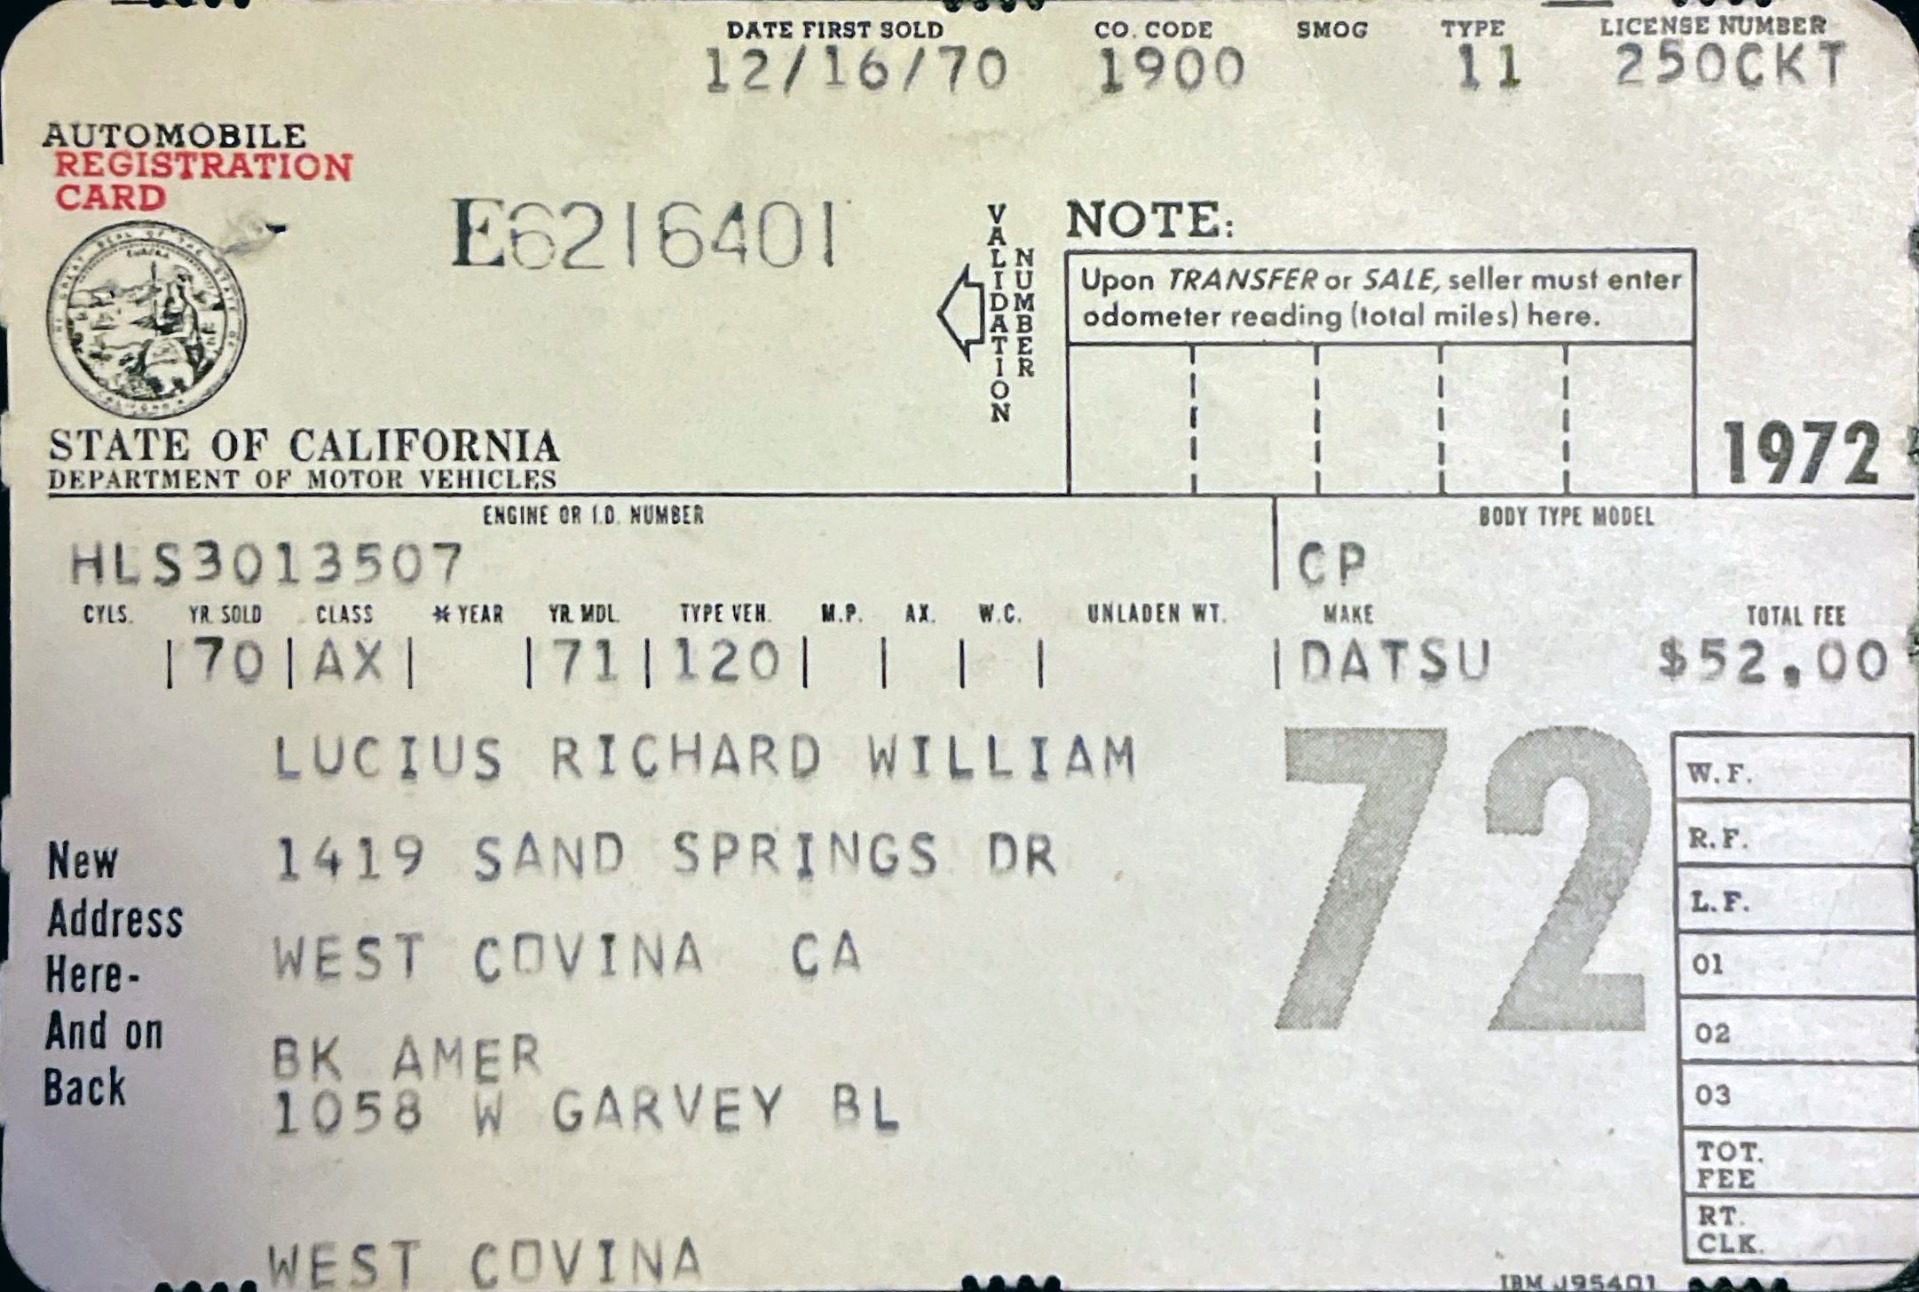 DATE FIRST SOLD CO. CODE SMOG TYPE LICENSE NUMBER
12/16/70 1900 11 250CKT
AUTOMOBILE
REGISTRATION
CARD
E6216401
VALIDATION
NUMBER
NOTE:
Upon TRANSFER or SALE, seller must enter
odometer reading (total miles) here.
1972
STATE OF CALIFORNIA
DEPARTMENT OF MOTOR VEHICLES
ENGINE OR I.D. NUMBER BODY TYPE MODEL
HLS3013507 CP
CYLS. YR. SOLD CLASS * YEAR YR. MDL. TYPE VEH. M.P. AX. W.C. UNLADEN WT. MAKE TOTAL FEE
70 AX 71 120 DATSU $52.00
LUCIUS RICHARD WILLIAM
1419 SAND SPRINGS DR
WEST COVINA CA
BK AMER
1058 W GARVEY BL
WEST COVINA
New
Address
Here-
And on
Back
72
W.F.
R.F.
L.F.
01
02
03
TOT.
FEE
RT.
CLK.
IBM J95401